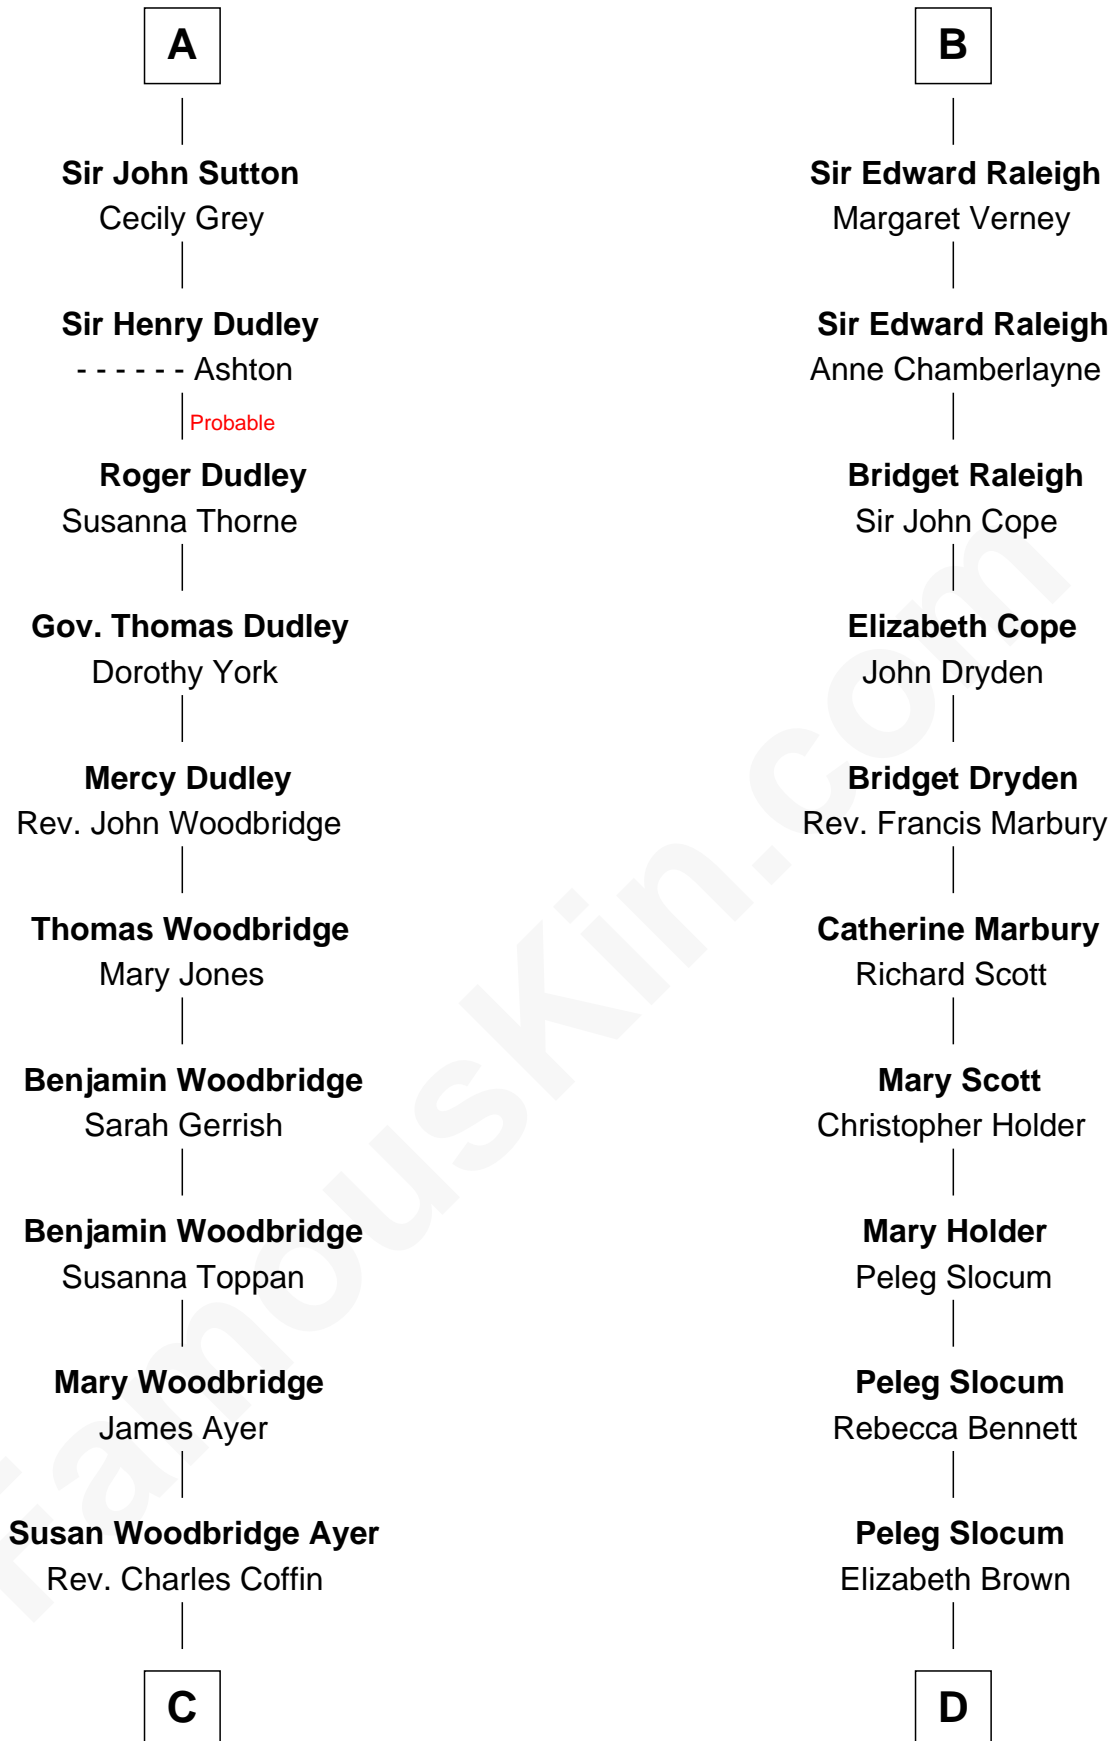 A
Sir John Sutton
Cecily Grey
Sir Henry Dudley
- - - - - - Ashton
Probable
Roger Dudley
Susanna Thorne
Gov. Thomas Dudley
Dorothy York
Mercy Dudley
Rev. John Woodbridge
Thomas Woodbridge
Mary Jones
Benjamin Woodbridge
Sarah Gerrish
Benjamin Woodbridge
Susanna Toppan
Mary Woodbridge
James Ayer
Susan Woodbridge Ayer
Rev. Charles Coffin
C
B
Sir Edward Raleigh
Margaret Verney
Sir Edward Raleigh
Anne Chamberlayne
Bridget Raleigh
Sir John Cope
Elizabeth Cope
John Dryden
Bridget Dryden
Rev. Francis Marbury
Catherine Marbury
Richard Scott
Mary Scott
Christopher Holder
Mary Holder
Peleg Slocum
Peleg Slocum
Rebecca Bennett
Peleg Slocum
Elizabeth Brown
D
FamousKin.com